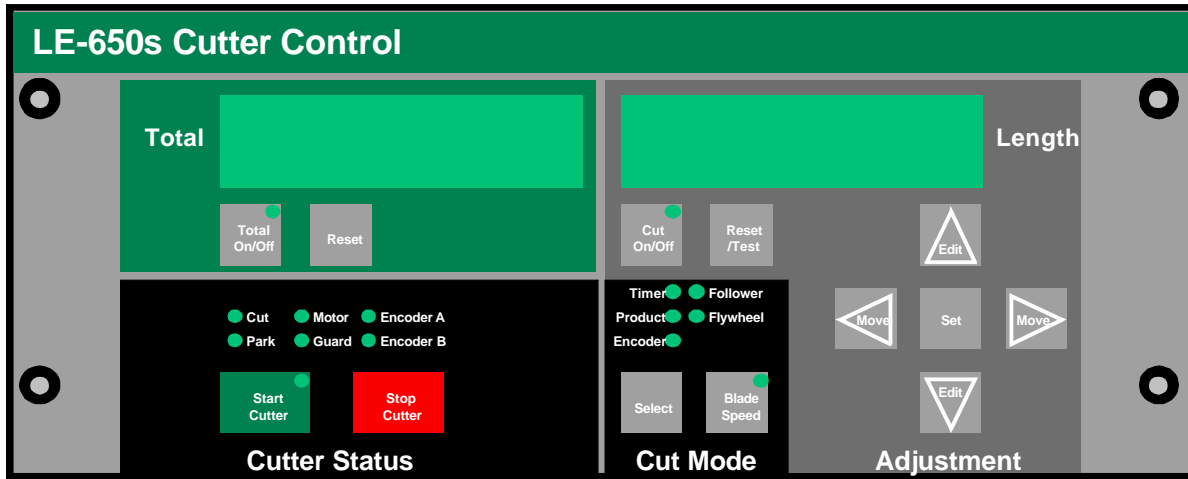 LE-650s Cutter Control
Total
Length
Total
On/Off
Reset
Cut
On/Off
Reset
/Test
Edit
Timer Follower
Product Flywheel
Encoder
Cut Motor Encoder A
Park Guard Encoder B
Move
Set
Move
Start
Cutter
Stop
Cutter
Select
Blade
Speed
Edit
Cutter Status
Cut Mode
Adjustment